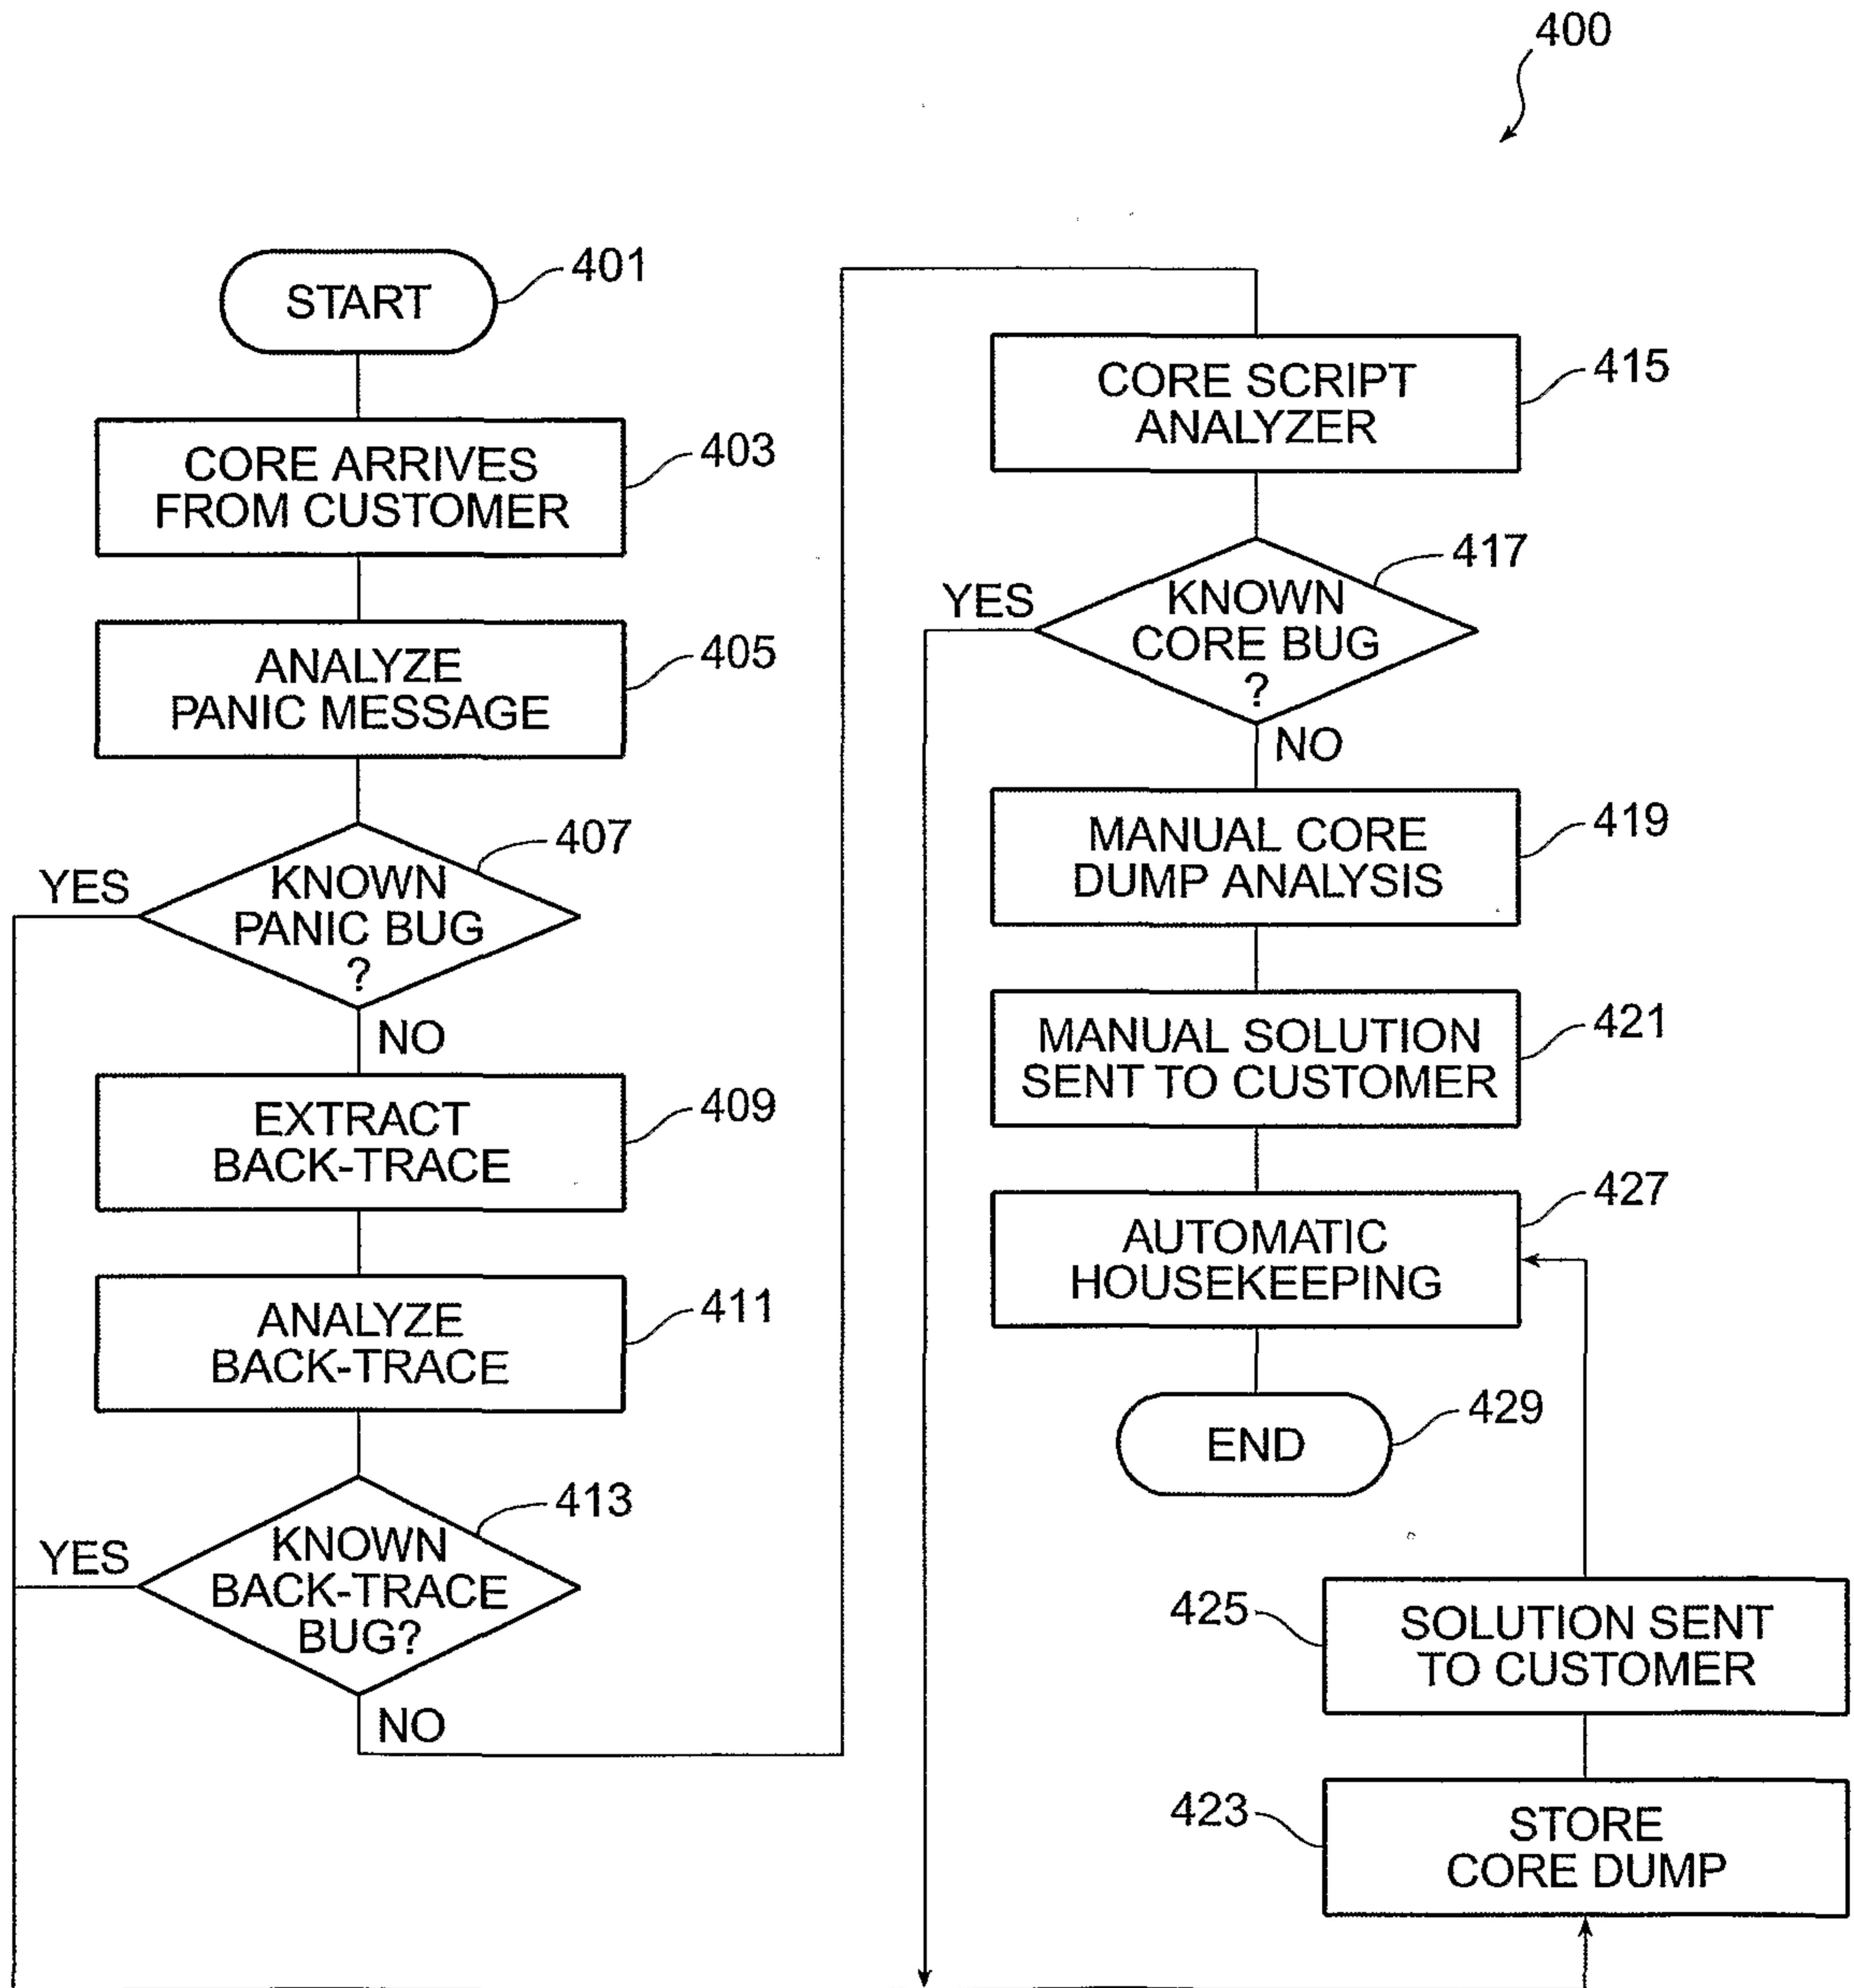 400
START
401
CORE ARRIVES
FROM CUSTOMER
403
ANALYZE
PANIC MESSAGE
405
KNOWN
PANIC BUG
?
407
YES
NO
EXTRACT
BACK-TRACE
409
ANALYZE
BACK-TRACE
411
KNOWN
BACK-TRACE
BUG?
413
YES
NO
CORE SCRIPT
ANALYZER
415
KNOWN
CORE BUG
?
417
YES
NO
MANUAL CORE
DUMP ANALYSIS
419
MANUAL SOLUTION
SENT TO CUSTOMER
421
AUTOMATIC
HOUSEKEEPING
427
END
429
425
SOLUTION SENT
TO CUSTOMER
423
STORE
CORE DUMP